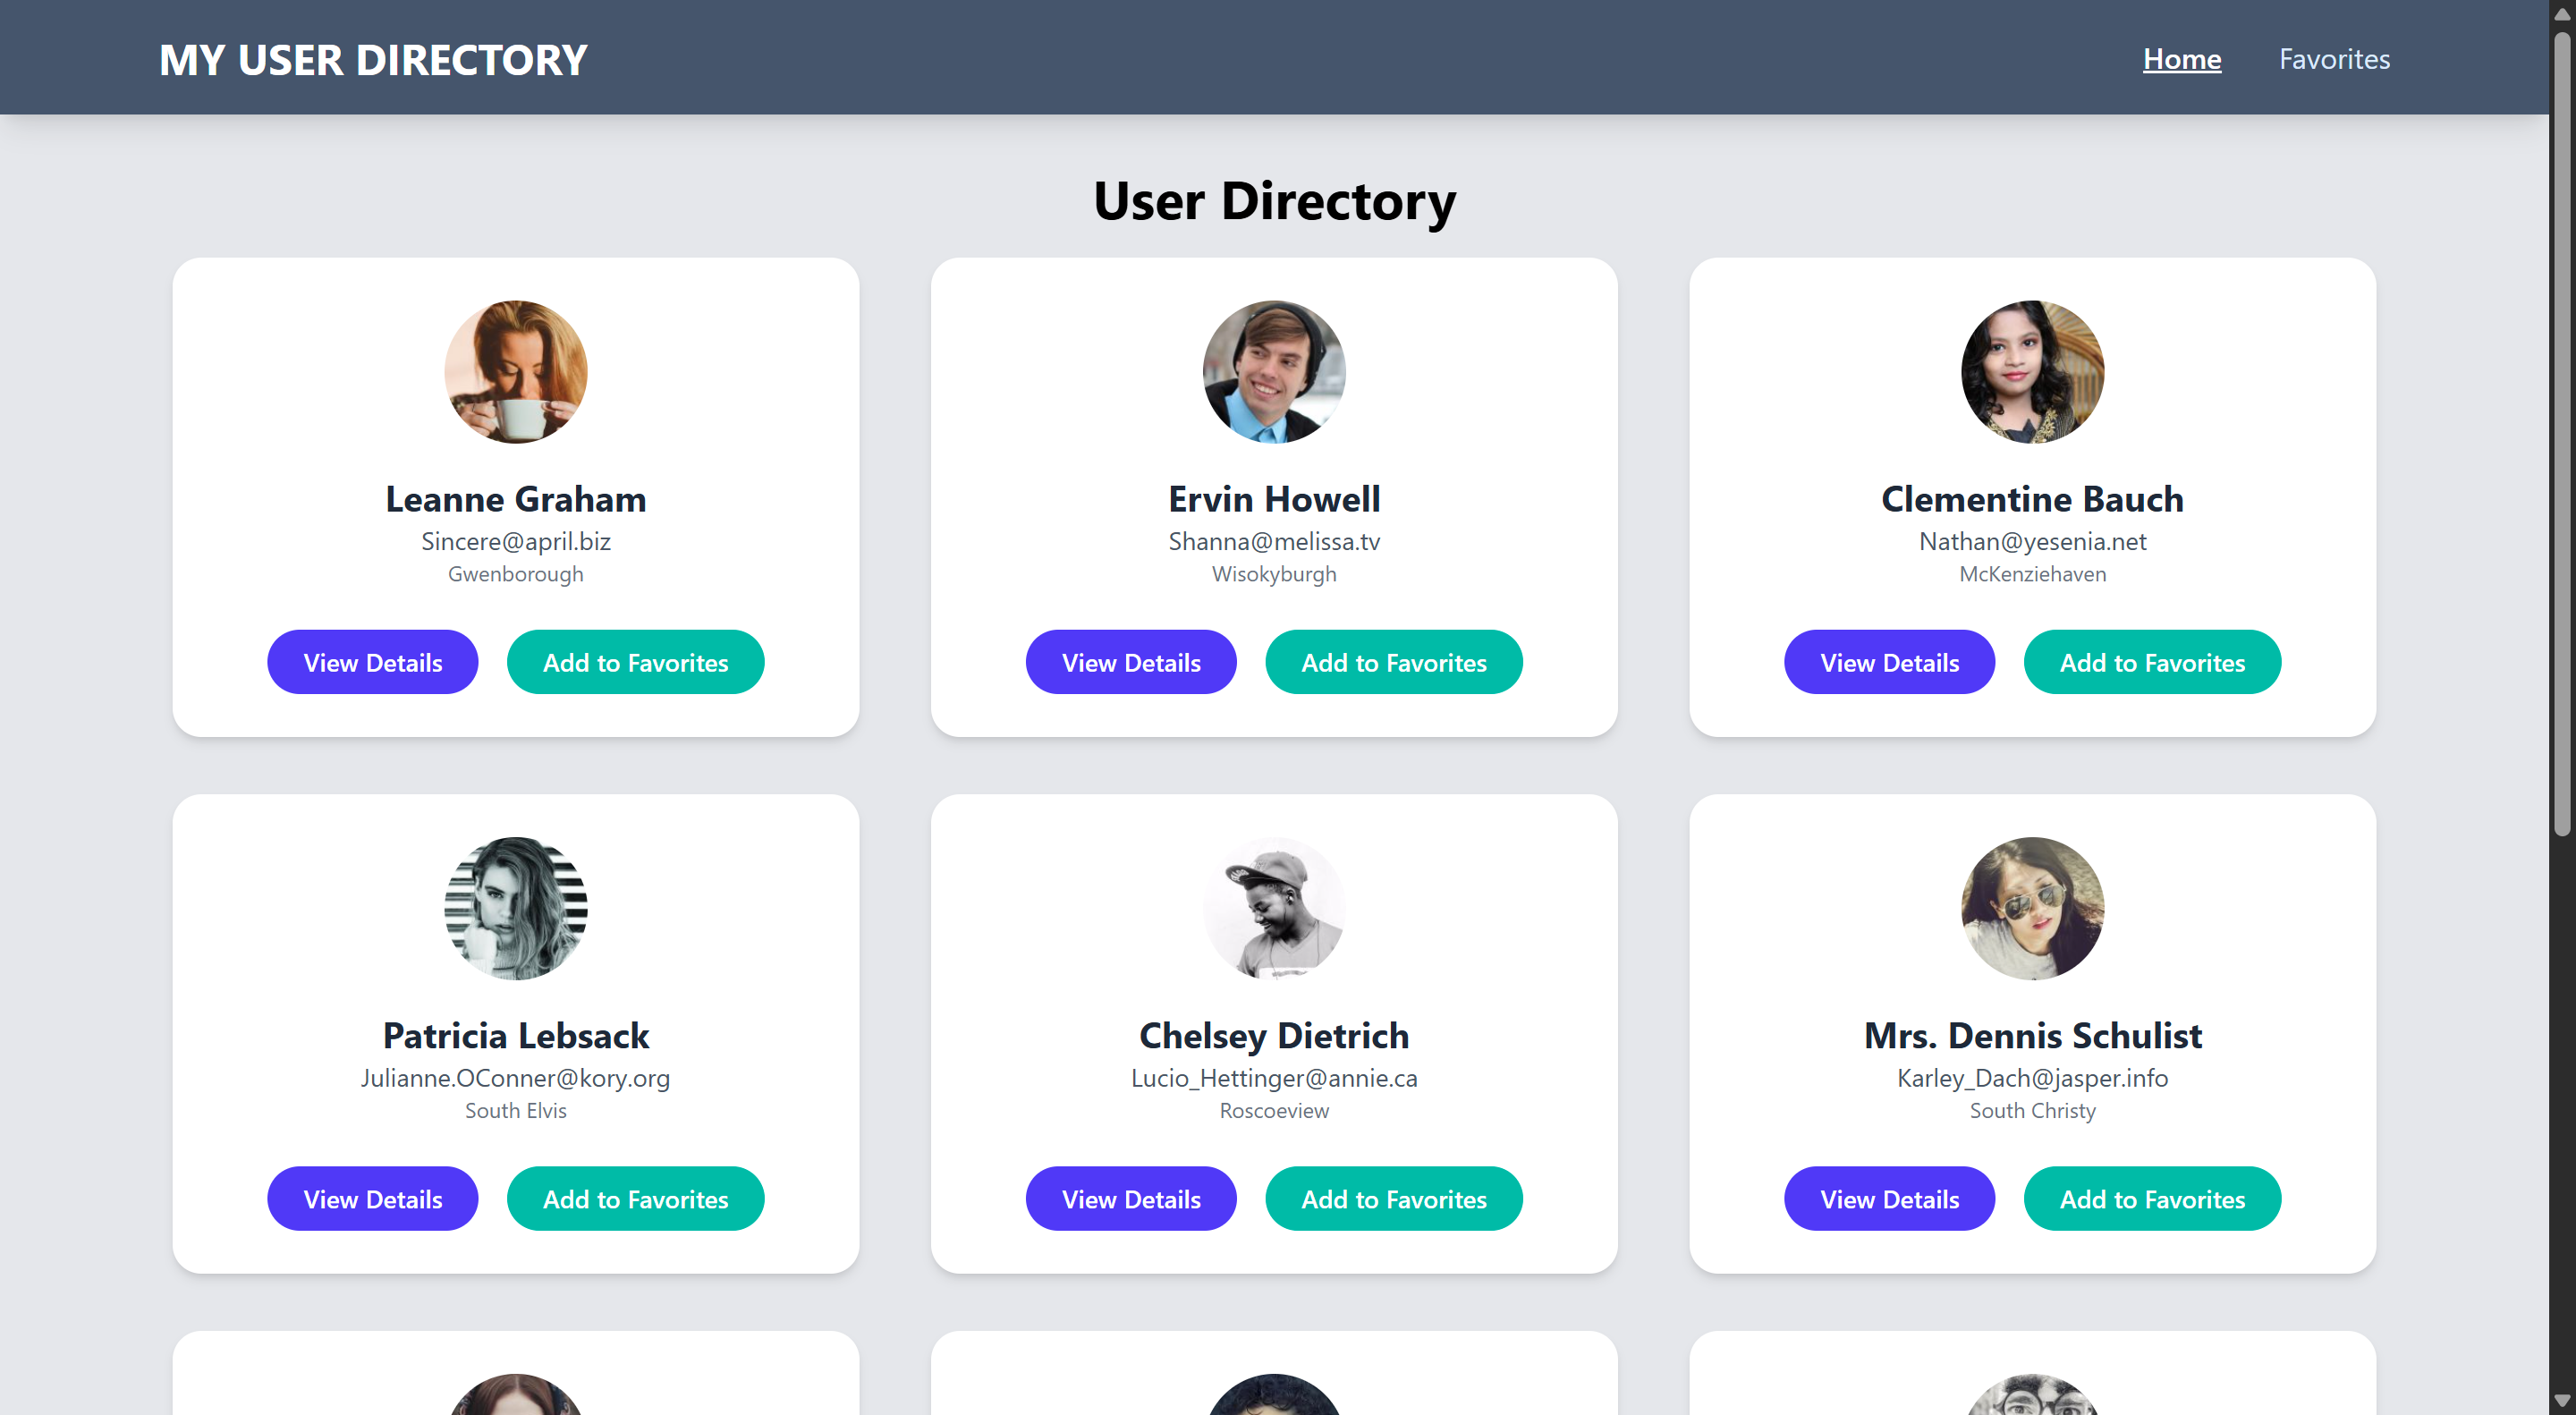 MY USER DIRECTORY
Home Favorites
User Directory
Leanne Graham
Sincere@april.biz
Gwenborough
View Details Add to Favorites
Ervin Howell
Shanna@melissa.tv
Wisokyburgh
View Details Add to Favorites
Clementine Bauch
Nathan@yesenia.net
McKenziehaven
View Details Add to Favorites
Patricia Lebsack
Julianne.OConner@kory.org
South Elvis
View Details Add to Favorites
Chelsey Dietrich
Lucio_Hettinger@annie.ca
Roscoeview
View Details Add to Favorites
Mrs. Dennis Schulist
Karley_Dach@jasper.info
South Christy
View Details Add to Favorites